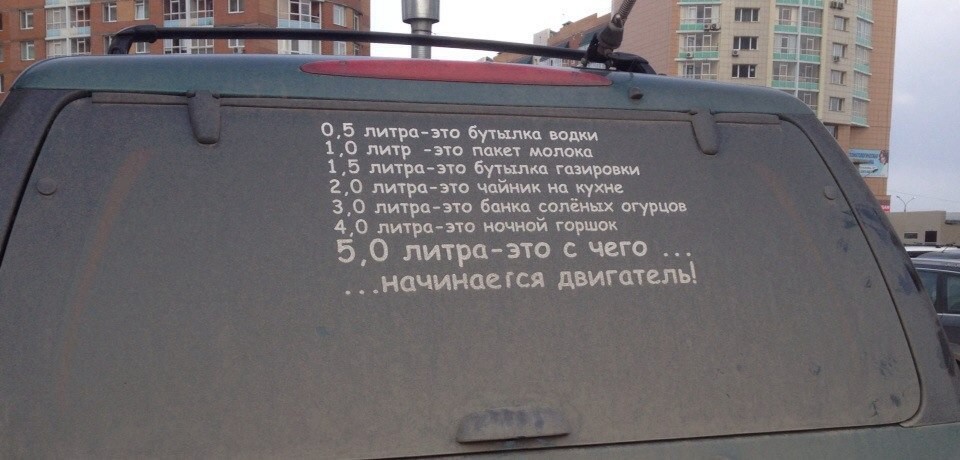 0,5 литра-это бутылка водки
1,0 литр -это пакет молока
1,5 литра-это бутылка газировки
2,0 литра-это чайник на кухне
3,0 литра-это банка солёных огурцов
4,0 литра-это ночной горшок
5,0 литра-это с чего ...
...начинается двигатель!